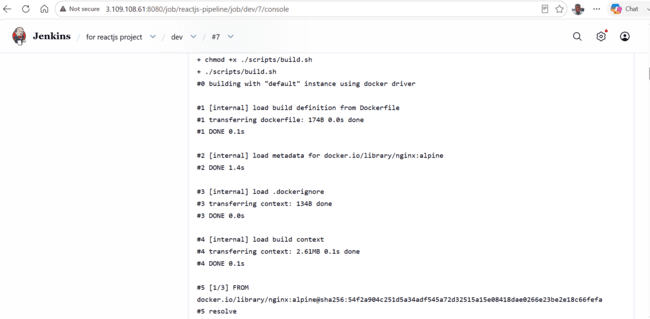 Not secure 3.109.108.61:8080/job/reactjs-pipeline/job/dev/7/console
Chat
Jenkins / for reactjs project / dev / #7
+ chmod +x ./scripts/build.sh
+ ./scripts/build.sh
#0 building with "default" instance using docker driver
#1 [internal] load build definition from Dockerfile
#1 transferring dockerfile: 174B 0.0s done
#1 DONE 0.1s
#2 [internal] load metadata for docker.io/library/nginx:alpine
#2 DONE 1.4s
#3 [internal] load .dockerignore
#3 transferring context: 134B done
#3 DONE 0.0s
#4 [internal] load build context
#4 transferring context: 2.61MB 0.1s done
#4 DONE 0.1s
#5 [1/3] FROM
docker.io/library/nginx:alpine@sha256:54f2a904c251d5a34adf545a72d32515a15e08418dae0266e23be2e18c66fefa
#5 resolve